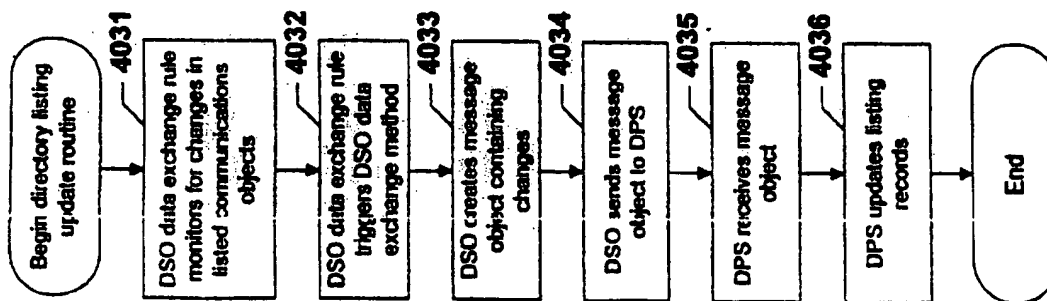 Begin directory listing
update routine
4031
DSO data exchange rule
monitors for changes in
listed communications
objects
4032
DSO data exchange rule
triggers DSO data
exchange method
4033
DSO creates message
object containing
changes
4034
DSO sends message
object to DPS
4035
DPS receives message
object
4036
DPS updates listing
records
End